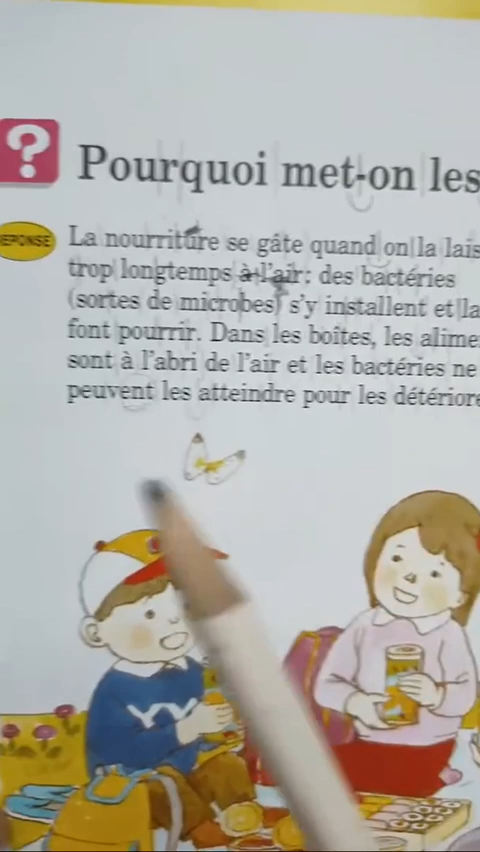 ?
Pourquoi met-on les
REPONSE
La nourriture se gâte quand on la lais
trop longtemps à l'air: des bactéries
(sortes de microbes) s'y installent et la
font pourrir. Dans les boîtes, les alime
sont à l'abri de l'air et les bactéries ne
peuvent les atteindre pour les détériore